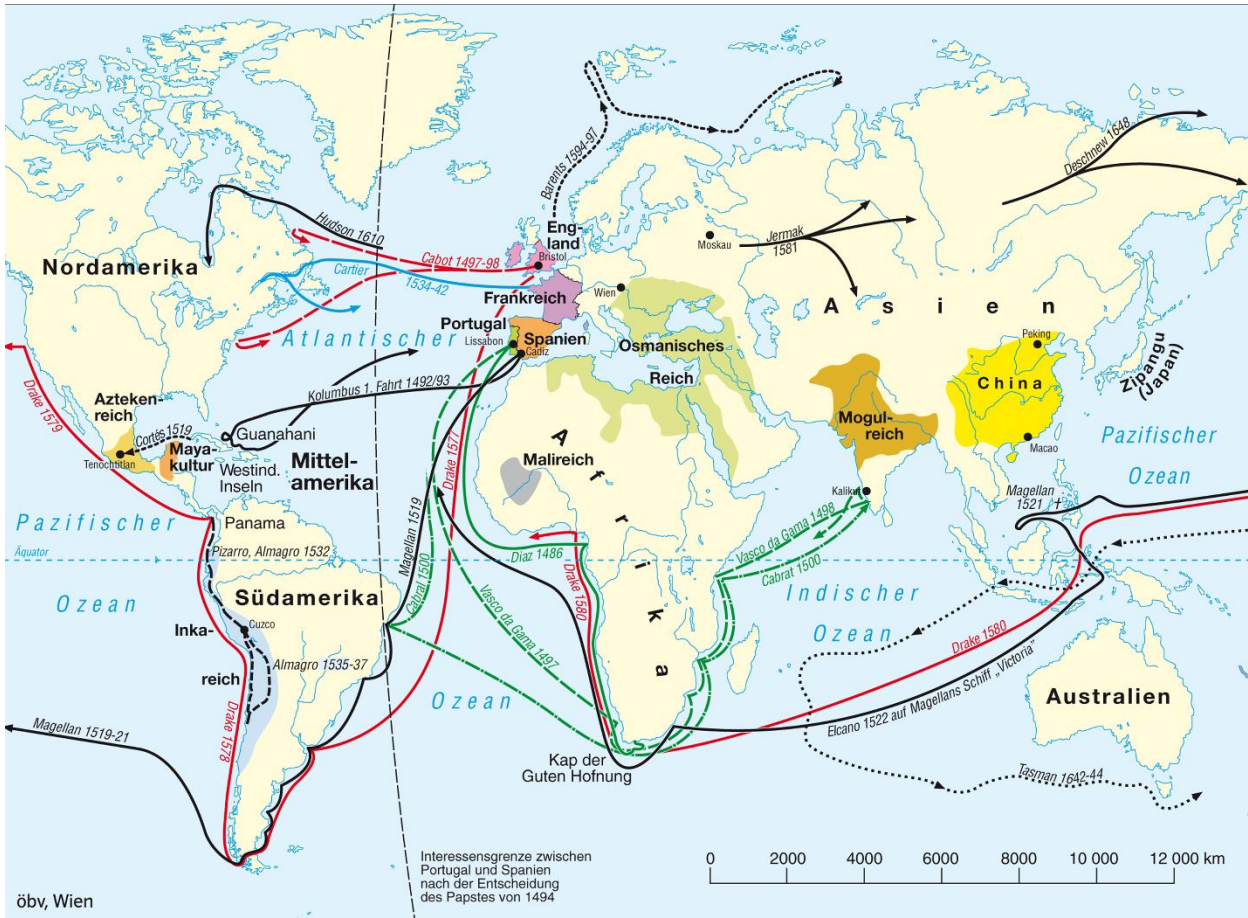 Barents 1594-97
Deschnew 1648
Hudson 1610
Eng-
land
Bristol
Moskau
Jermak
1581
Nordamerika
Cabot 1497-98
Cartier
1534-42
Frankreich
Wien
Asien
Portugal
Lissabon
Spanien
Cadiz
Atlantischer
Osmanisches
Reich
Peking
China
Zipangu
(Japan)
Drake 1579
Kolumbus 1. Fahrt 1492/93
Azteken-
reich
Cortés 1519
Guanahani
Tenochtitlan
Maya-
kultur
Westind.
Inseln
Mittel-
amerika
Drake 1577
Afrika
Malireich
Mogul-
reich
Macao
Pazifischer
Ozean
Kalikut
Magellan
1521 †
Pazifischer
Panama
Magellan 1519
Vasco da Gama 1498
Pizarro, Almagro 1532
Äquator
Diaz 1486
Cabral 1500
Drake 1580
Cabrat 1500
Ozean
Südamerika
Indischer
Ozean
Cuzco
Inka-
reich
Vasco da Gama 1497
Almagro 1535-37
Drake 1580
Ozean
Elcano 1522 auf Magellans Schiff „Victoria”
Australien
Magellan 1519-21
Drake 1578
Kap der
Guten Hofnung
Tasman 1642-44
Interessensgrenze zwischen
Portugal und Spanien
nach der Entscheidung
des Papstes von 1494
0 2000 4000 6000 8000 10 000 12 000 km
öbv, Wien